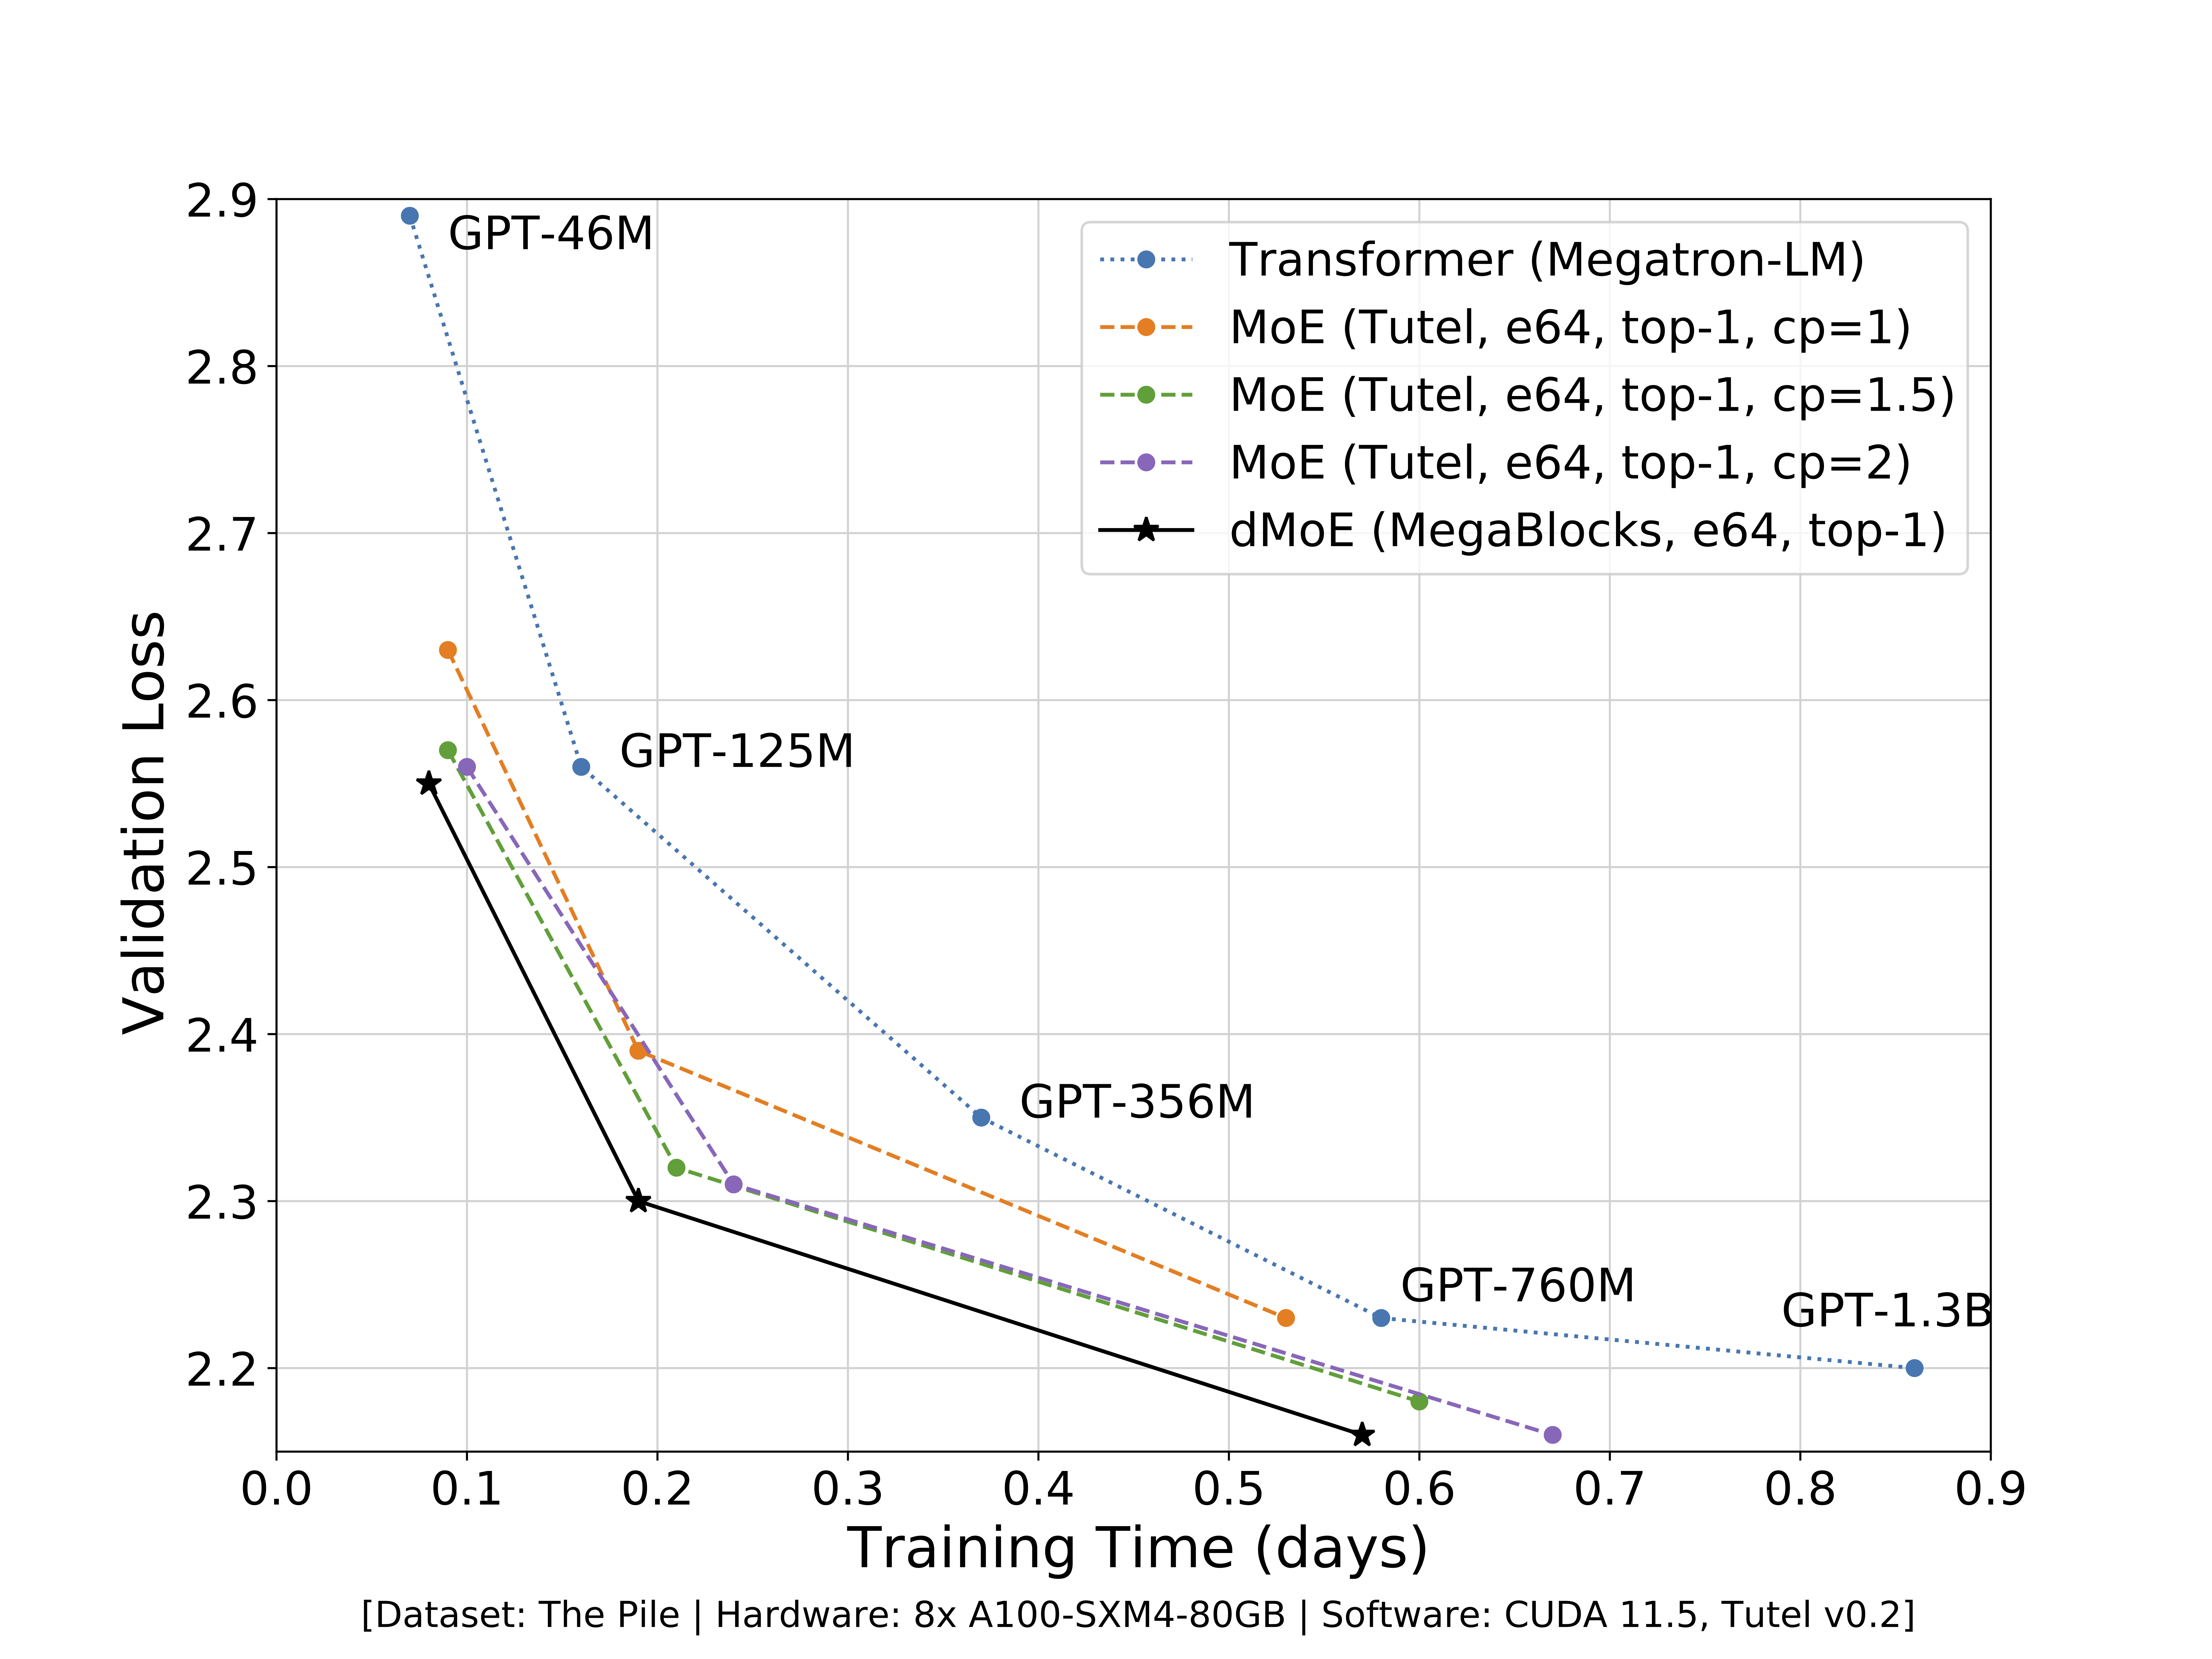 2.9
2.8
2.7
2.6
2.5
2.4
2.3
2.2
Validation Loss
GPT-46M
GPT-125M
GPT-356M
GPT-760M
GPT-1.3B
Transformer (Megatron-LM)
MoE (Tutel, e64, top-1, cp=1)
MoE (Tutel, e64, top-1, cp=1.5)
MoE (Tutel, e64, top-1, cp=2)
dMoE (MegaBlocks, e64, top-1)
0.0 0.1 0.2 0.3 0.4 0.5 0.6 0.7 0.8 0.9
Training Time (days)
[Dataset: The Pile | Hardware: 8x A100-SXM4-80GB | Software: CUDA 11.5, Tutel v0.2]